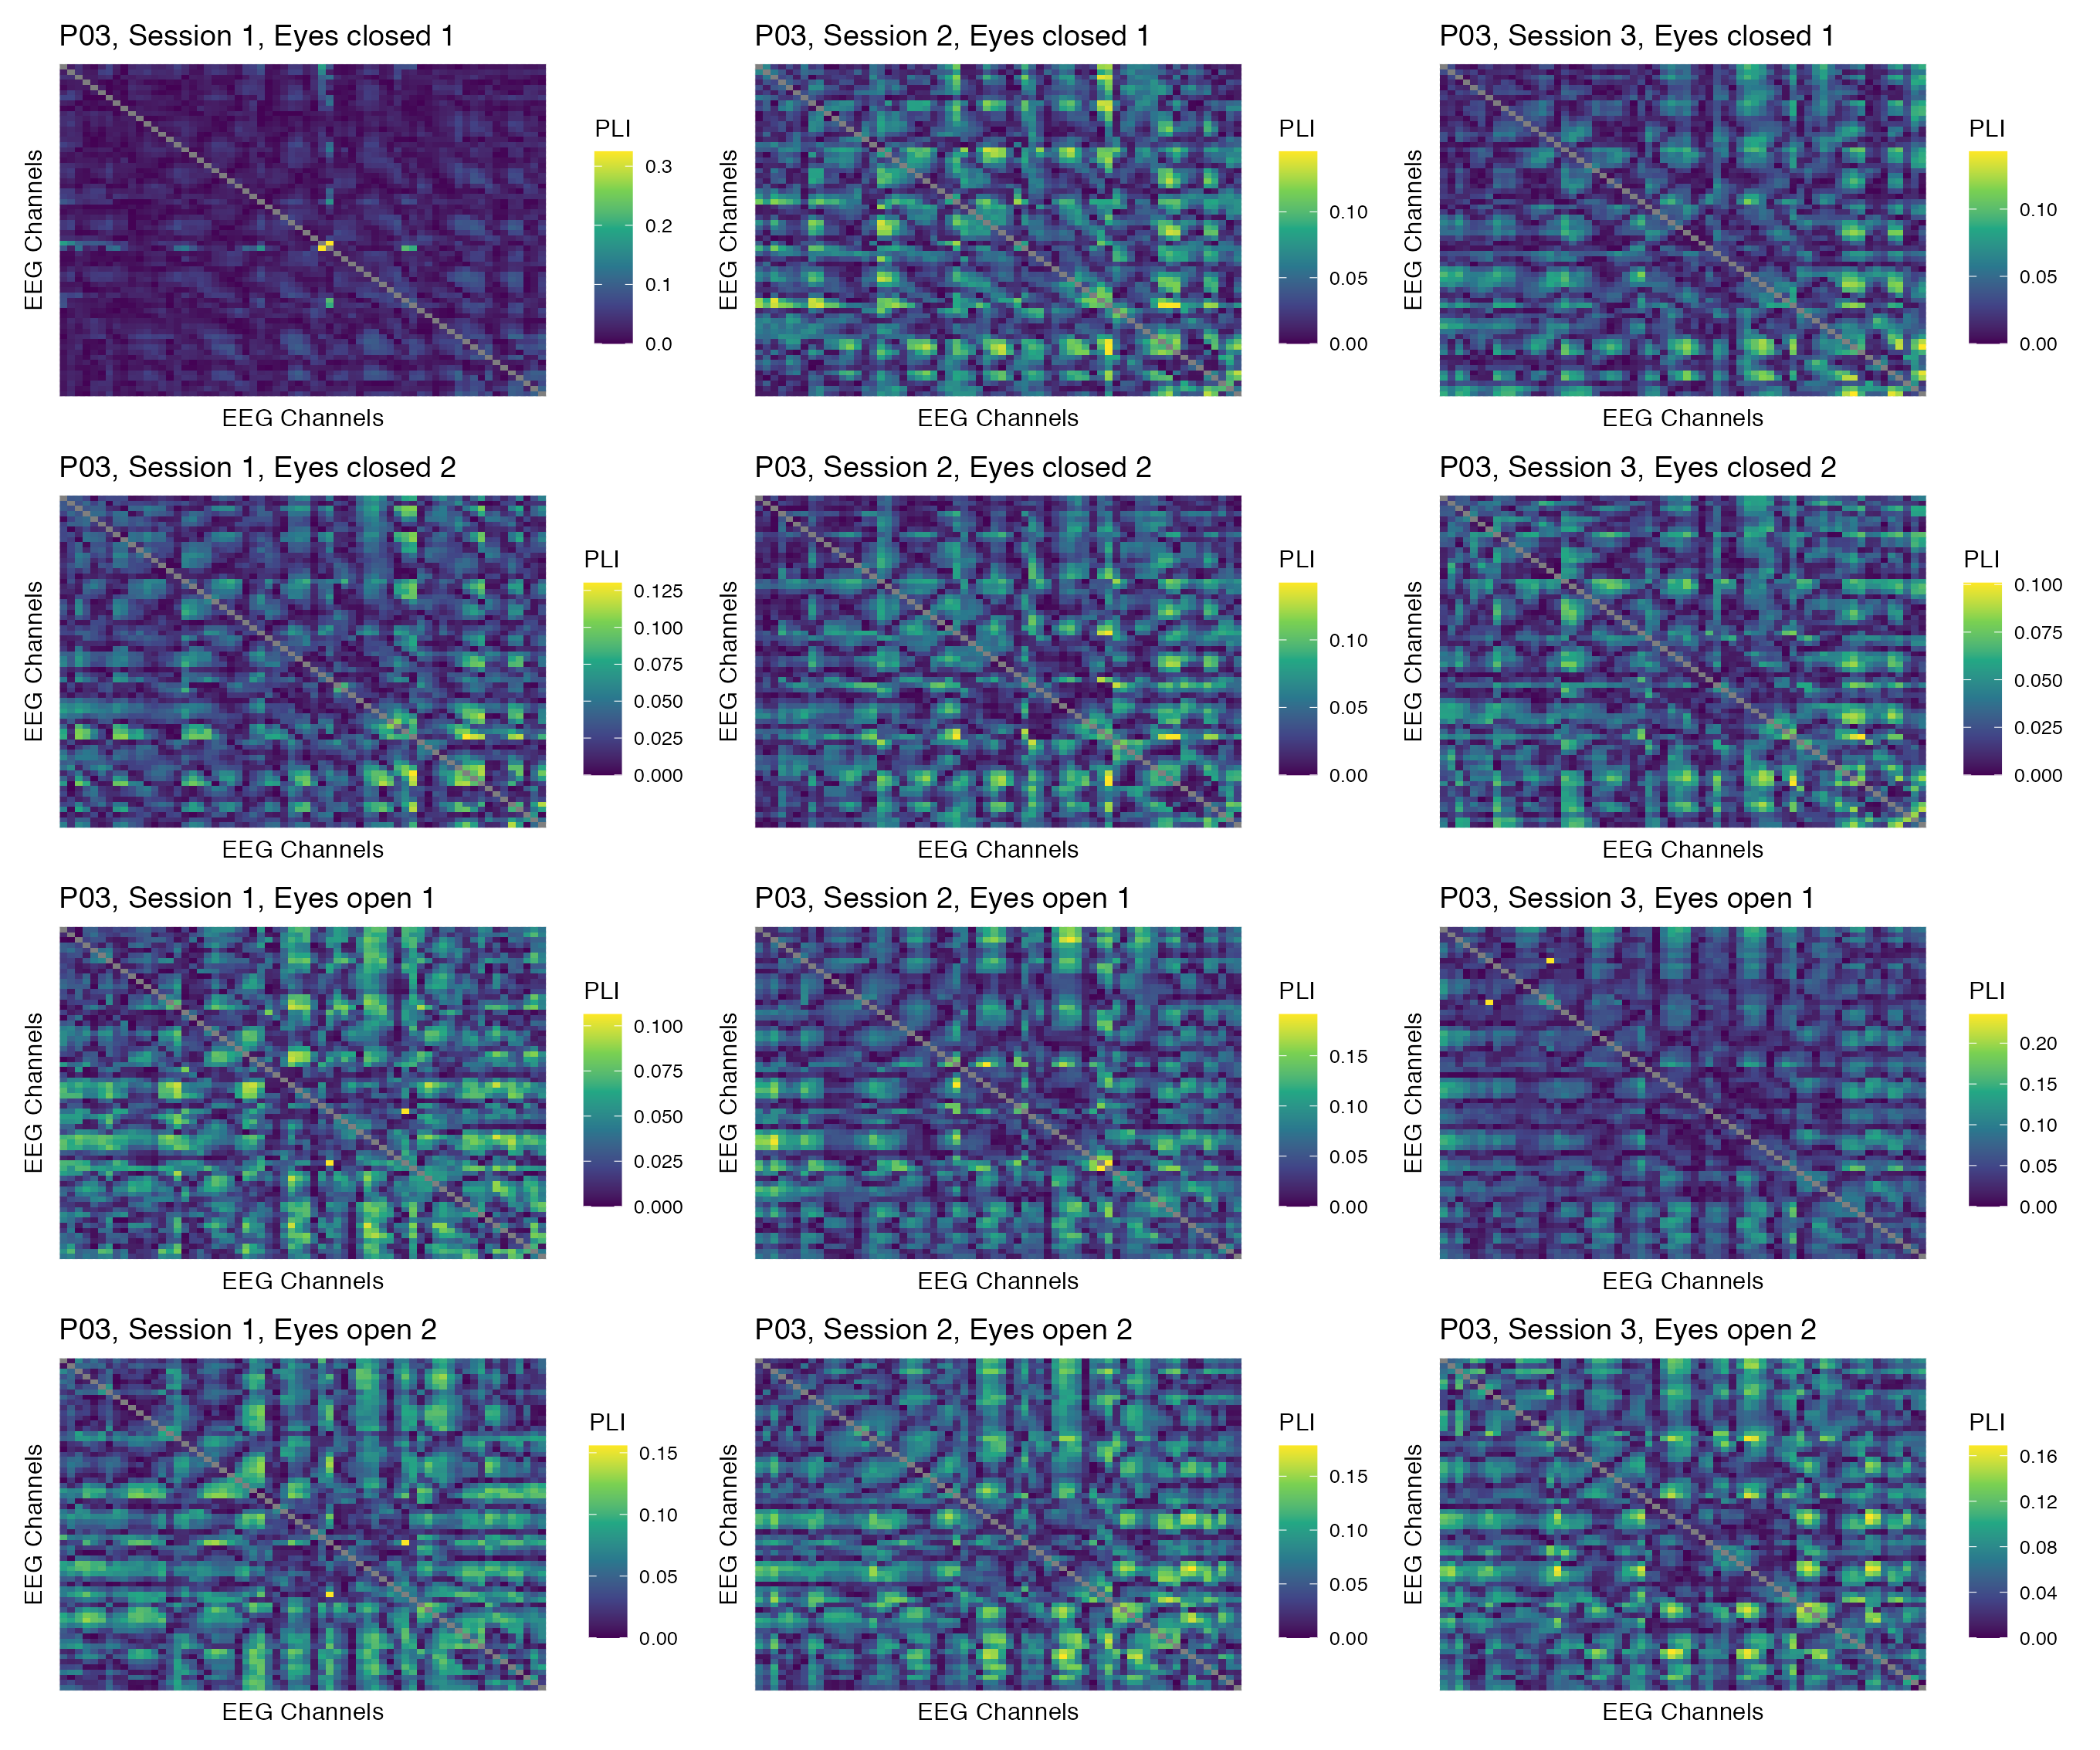 P03, Session 1, Eyes closed 1
EEG Channels
EEG Channels
PLI
0.3
0.2
0.1
0.0
P03, Session 2, Eyes closed 1
EEG Channels
EEG Channels
PLI
0.10
0.05
0.00
P03, Session 3, Eyes closed 1
EEG Channels
EEG Channels
PLI
0.10
0.05
0.00
P03, Session 1, Eyes closed 2
EEG Channels
EEG Channels
PLI
0.125
0.100
0.075
0.050
0.025
0.000
P03, Session 2, Eyes closed 2
EEG Channels
EEG Channels
PLI
0.10
0.05
0.00
P03, Session 3, Eyes closed 2
EEG Channels
EEG Channels
PLI
0.100
0.075
0.050
0.025
0.000
P03, Session 1, Eyes open 1
EEG Channels
EEG Channels
PLI
0.100
0.075
0.050
0.025
0.000
P03, Session 2, Eyes open 1
EEG Channels
EEG Channels
PLI
0.15
0.10
0.05
0.00
P03, Session 3, Eyes open 1
EEG Channels
EEG Channels
PLI
0.20
0.15
0.10
0.05
0.00
P03, Session 1, Eyes open 2
EEG Channels
EEG Channels
PLI
0.15
0.10
0.05
0.00
P03, Session 2, Eyes open 2
EEG Channels
EEG Channels
PLI
0.15
0.10
0.05
0.00
P03, Session 3, Eyes open 2
EEG Channels
EEG Channels
PLI
0.16
0.12
0.08
0.04
0.00